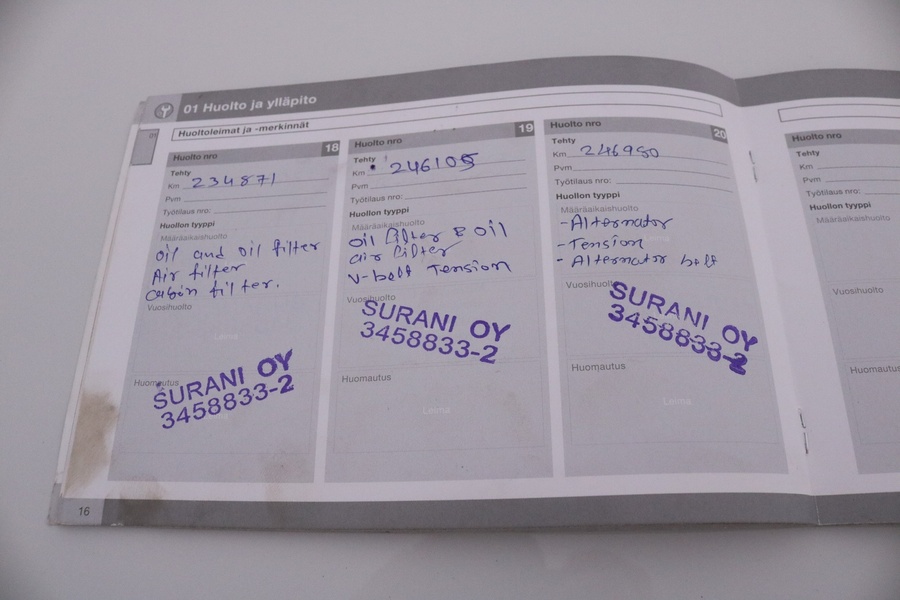 01 Huolto ja ylläpito
Huoltoleimat ja -merkinnät
Huolto nro 18
Tehty
Km 234871
Pvm
Työtilaus nro:
Huollon tyyppi
Määräaikaishuolto
oil and oil filter
Air filter
cabin filter.
Vuosihuolto
Leima
Huomautus
SURANI OY
3458833-2
Huolto nro 19
Tehty
Km 246105
Pvm
Työtilaus nro:
Huollon tyyppi
Määräaikaishuolto
oil filter & oil
air filter
V-belt Tension
Vuosihuolto
SURANI OY
3458833-2
Huomautus
Leima
Huolto nro 20
Tehty
Km 246980
Pvm
Työtilaus nro:
Huollon tyyppi
Määräaikaishuolto
-Alternator
-Tension
- Alternator belt
Vuosihuolto
SURANI OY
3458833-2
Huomautus
Leima
Huolto nro
Tehty
Km
Pvm
Työtilaus nro:
Huollon tyyppi
Määräaikaishuolto
Vuosihuolto
Huomautus
16